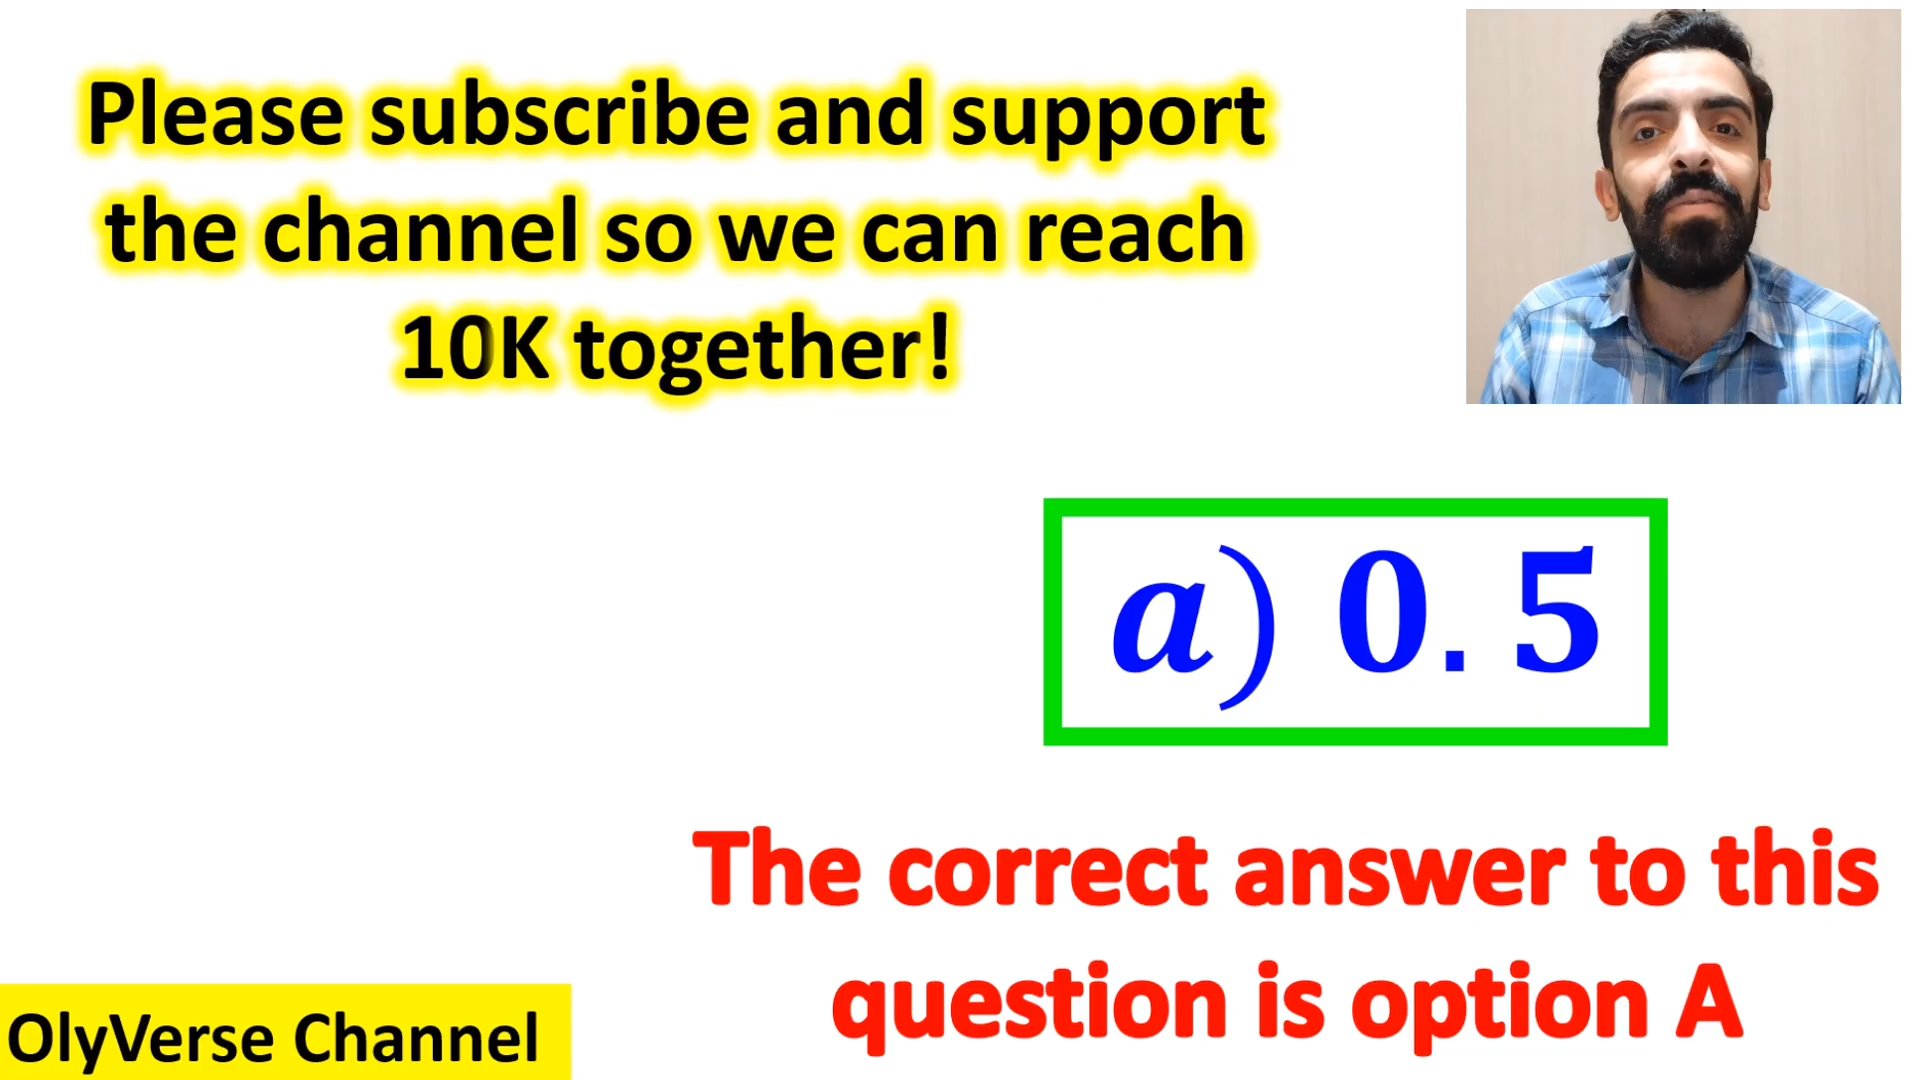 Please subscribe and support
the channel so we can reach
10K together!
a) 0.5
The correct answer to this
question is option A
OlyVerse Channel